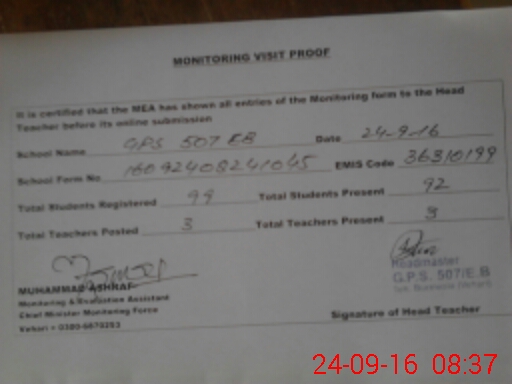 MONITORING VISIT PROOF
It is certified that the MEA has shown all entries of the Monitoring form to the Head
Teacher before its online submission
School Name GPS 507 EB Date 24-9-16
School Form No 16092408241045 EMIS Code 36310199
Total Students Registered 99 Total Students Present 92
Total Teachers Posted 3 Total Teachers Present 3
MUHAMMAD ASHRAF
Monitoring & Evaluation Assistant
Chief Minister Monitoring Force
Vehari
Headmaster
G.P.S. 507/E.B
Signature of Head Teacher
24-09-16 08:37